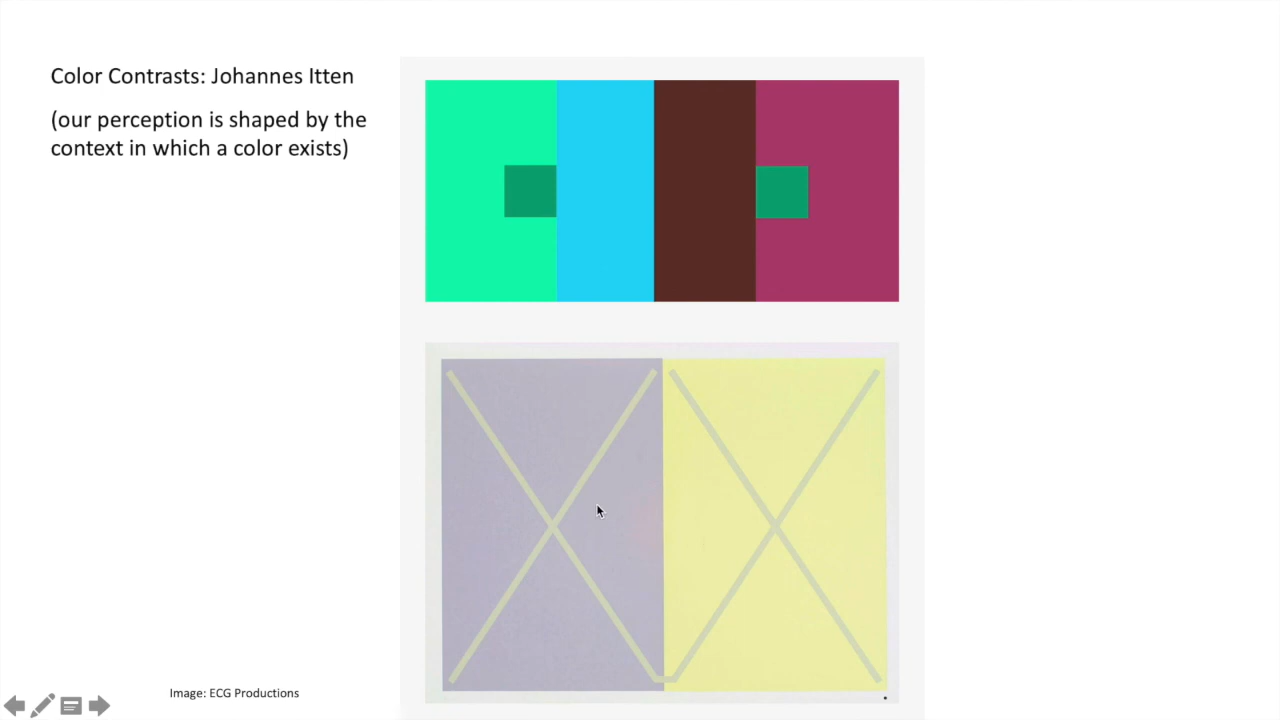 Color Contrasts: Johannes Itten
(our perception is shaped by the
context in which a color exists)
Image: ECG Productions